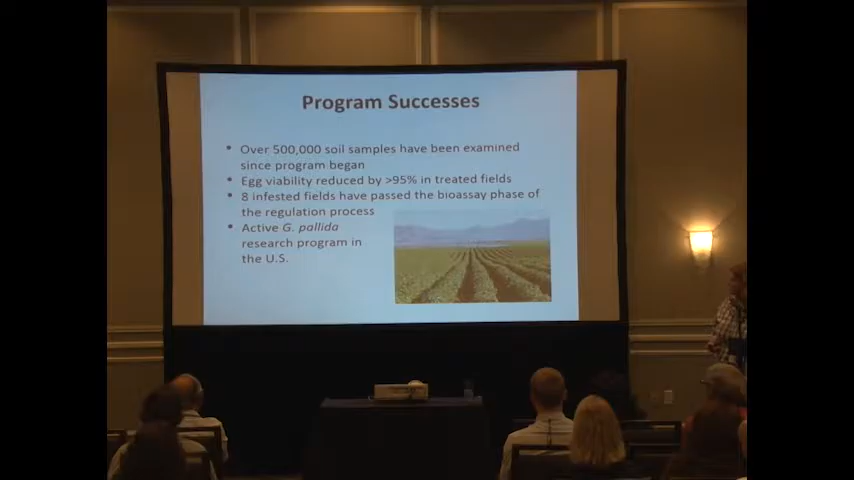 Program Successes
• Over 500,000 soil samples have been examined
since program began
• Egg viability reduced by >95% in treated fields
• 8 infested fields have passed the bioassay phase of
the regulation process
• Active G. pallida
research program in
the U.S.